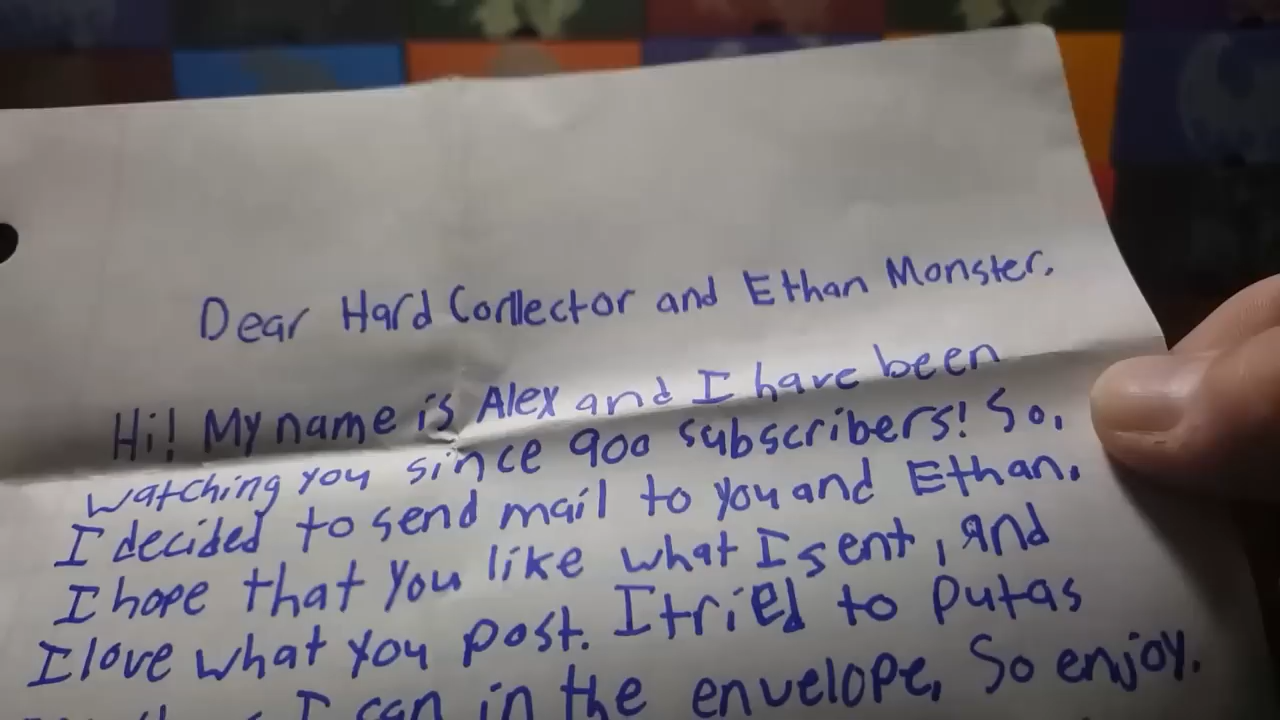 Dear Hard Corllector and Ethan Monster.
Hi! My name is Alex and I have been
watching you since 900 subscribers! So,
I decided to send mail to you and Ethan.
I hope that you like what I sent, and
I love what you post. I tried to put as
I can in the envelope, So enjoy.